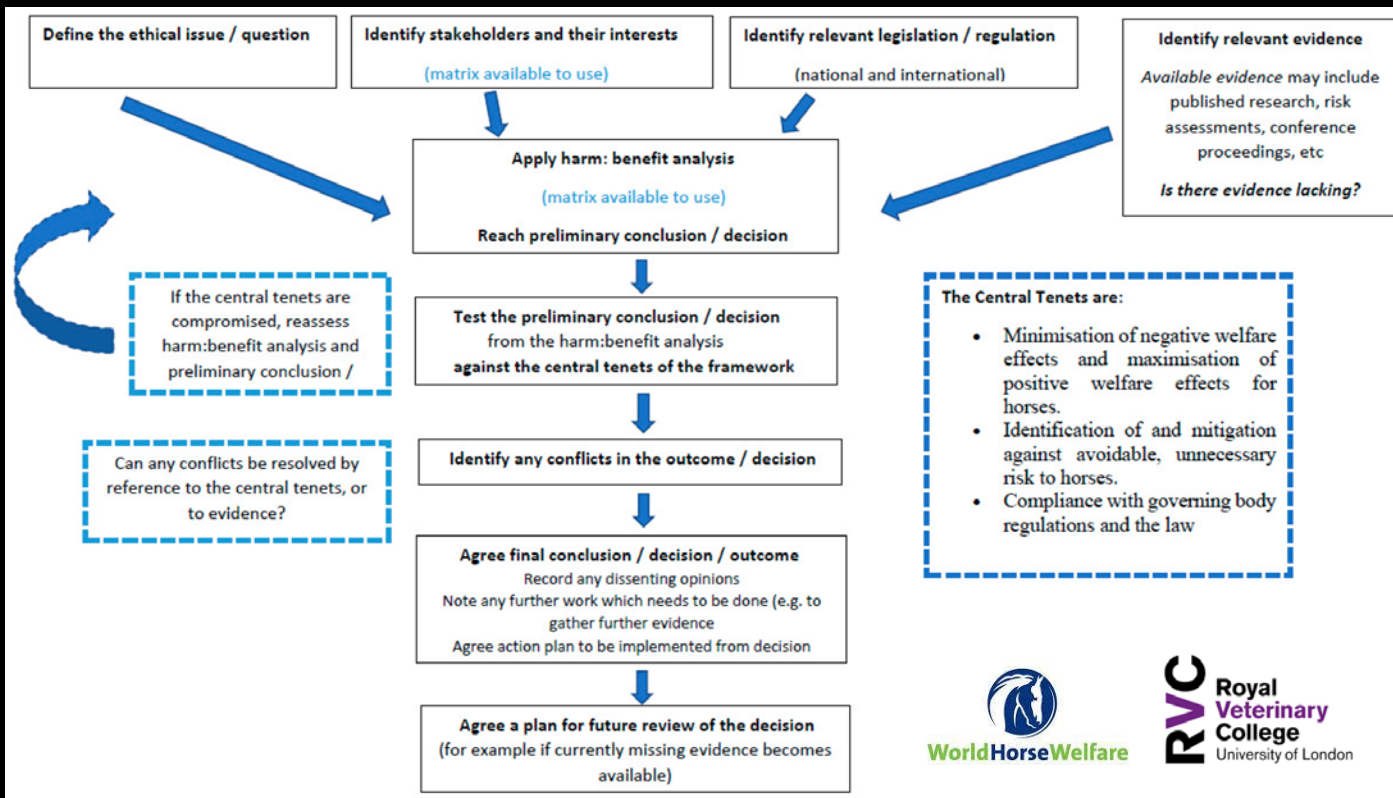 Define the ethical issue / question
Identify stakeholders and their interests
(matrix available to use)
Identify relevant legislation / regulation
(national and international)
Identify relevant evidence
Available evidence may include
published research, risk
assessments, conference
proceedings, etc
Is there evidence lacking?
Apply harm: benefit analysis
(matrix available to use)
Reach preliminary conclusion / decision
If the central tenets are
compromised, reassess
harm:benefit analysis and
preliminary conclusion /
Test the preliminary conclusion / decision
from the harm:benefit analysis
against the central tenets of the framework
The Central Tenets are:
• Minimisation of negative welfare
effects and maximisation of
positive welfare effects for
horses.
• Identification of and mitigation
against avoidable, unnecessary
risk to horses.
• Compliance with governing body
regulations and the law
Can any conflicts be resolved by
reference to the central tenets, or
to evidence?
Identify any conflicts in the outcome / decision
Agree final conclusion / decision / outcome
Record any dissenting opinions
Note any further work which needs to be done (e.g. to
gather further evidence
Agree action plan to be implemented from decision
Agree a plan for future review of the decision
(for example if currently missing evidence becomes
available)
WorldHorseWelfare
RVC
Royal
Veterinary
College
University of London